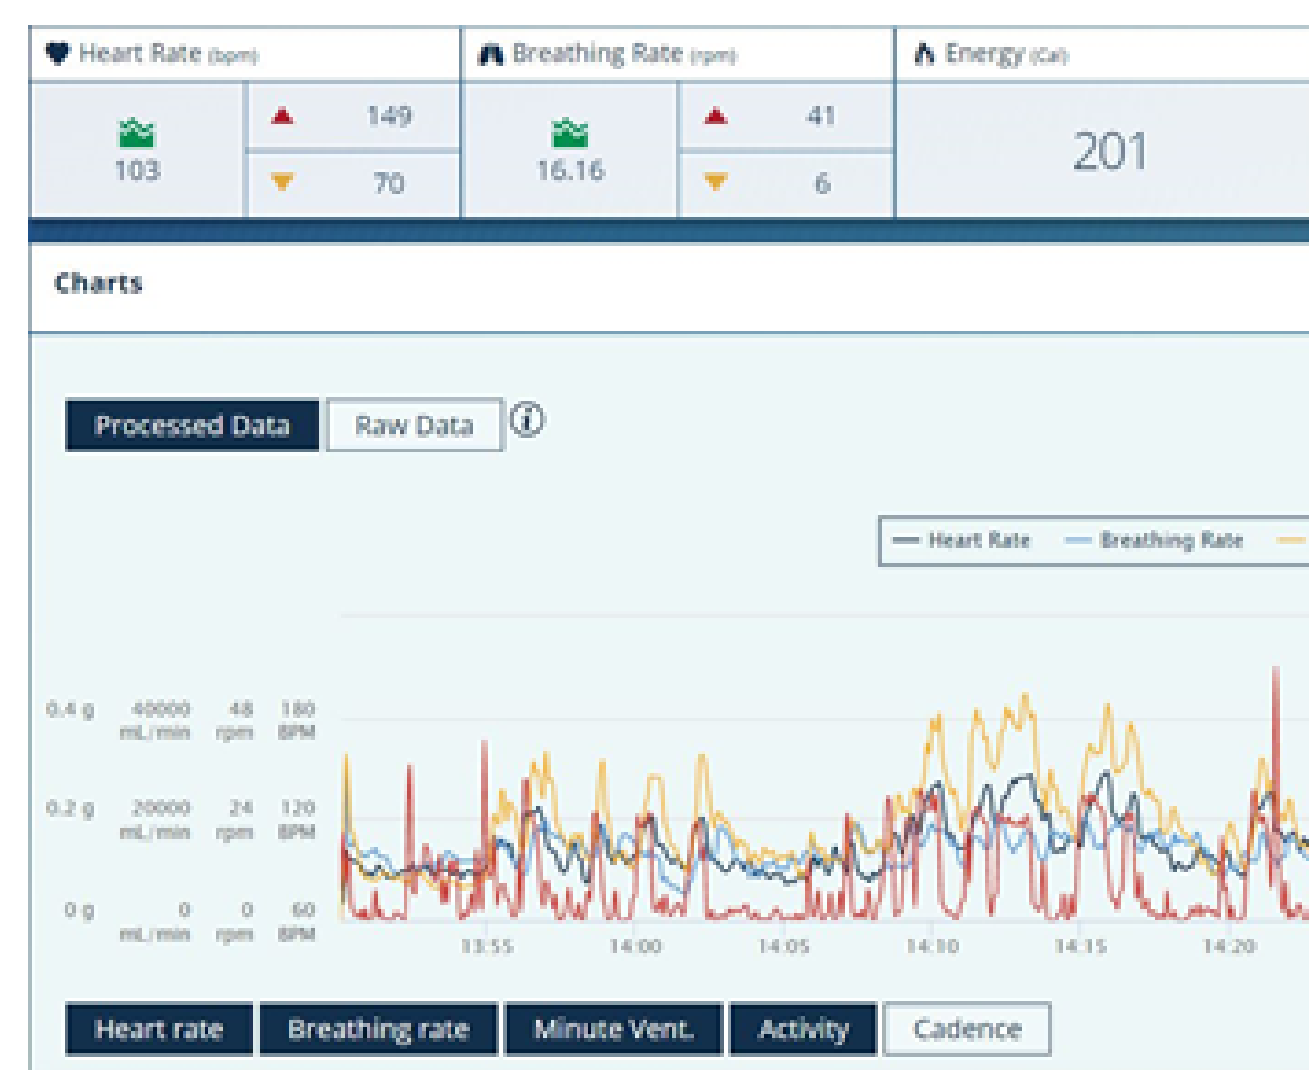 Heart Rate (bpm) Breathing Rate (rpm) Energy (Cal)
149 41
103 16.16 201
70 6
Charts
Processed Data Raw Data i
Heart Rate Breathing Rate
0.4 g 40000 48 180
mL/min rpm BPM
0.2 g 20000 24 120
mL/min rpm BPM
0 g 0 0 60
mL/min rpm BPM
13:55 14:00 14:05 14:10 14:15 14:20
Heart rate Breathing rate Minute Vent. Activity Cadence